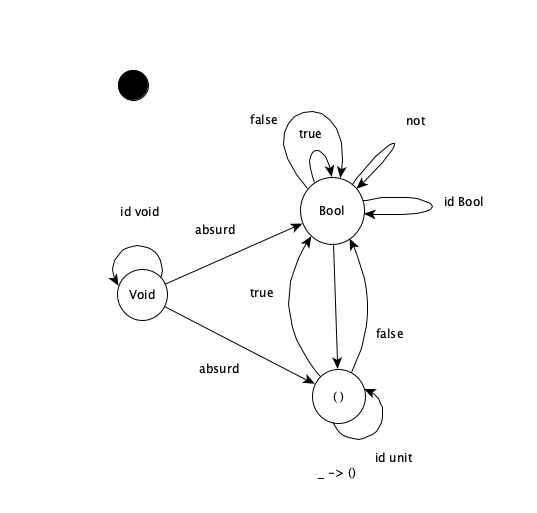 false
true
not
id Bool
Bool
id void
absurd
Void
true
false
absurd
( )
id unit
_ -> ()